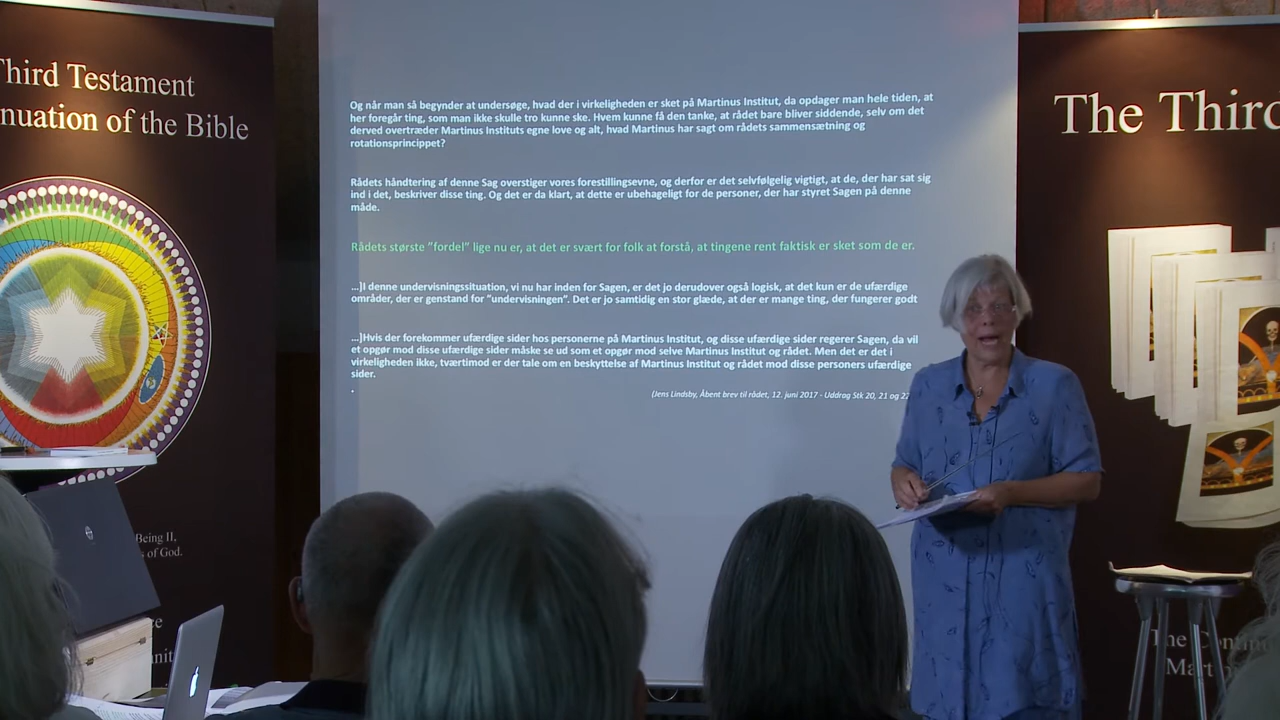 Third Testament
nuation of the Bible
Being II,
s of God.
Og når man så begynder at undersøge, hvad der i virkeligheden er sket på Martinus Institut, da opdager man hele tiden, at
her foregår ting, som man ikke skulle tro kunne ske. Hvem kunne få den tanke, at rådet bare bliver siddende, selv om det
derved overtræder Martinus Instituts egne love og alt, hvad Martinus har sagt om rådets sammensætning og
rotationsprincippet?
Rådets håndtering af denne Sag overstiger vores forestillingsevne, og derfor er det selvfølgelig vigtigt, at de, der har sat sig
ind i det, beskriver disse ting. Og det er da klart, at dette er ubehageligt for de personer, der har styret Sagen på denne
måde.
Rådets største ”fordel” lige nu er, at det er svært for folk at forstå, at tingene rent faktisk er sket som de er.
...]I denne undervisningssituation, vi nu har inden for Sagen, er det jo derudover også logisk, at det kun er de ufærdige
områder, der er genstand for ”undervisningen”. Det er jo samtidig en stor glæde, at der er mange ting, der fungerer godt
...]Hvis der forekommer ufærdige sider hos personerne på Martinus Institut, og disse ufærdige sider regerer Sagen, da vil
et opgør mod disse ufærdige sider måske se ud som et opgør mod selve Martinus Institut og rådet. Men det er det i
virkeligheden ikke, tværtimod er der tale om en beskyttelse af Martinus Institut og rådet mod disse personers ufærdige
sider.
.
(Jens Lindsby, Åbent brev til rådet, 12. juni 2017 - Uddrag Stk 20, 21 og 22
The Third
The Contin
Martin